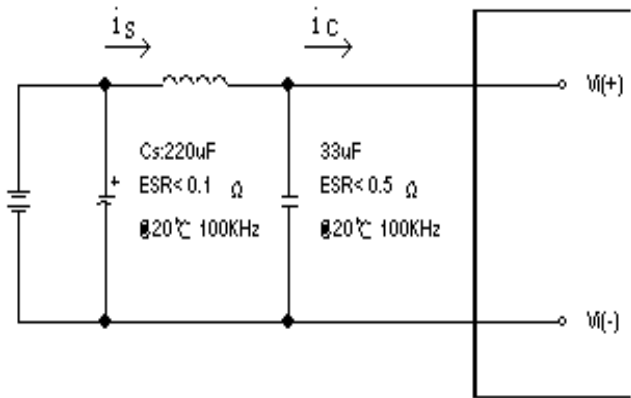 iS
iC
Vi(+)
Cs:220uF
ESR< 0.1 Ω
@20℃ 100KHz
33uF
ESR< 0.5 Ω
@20℃ 100KHz
+
Vi(-)